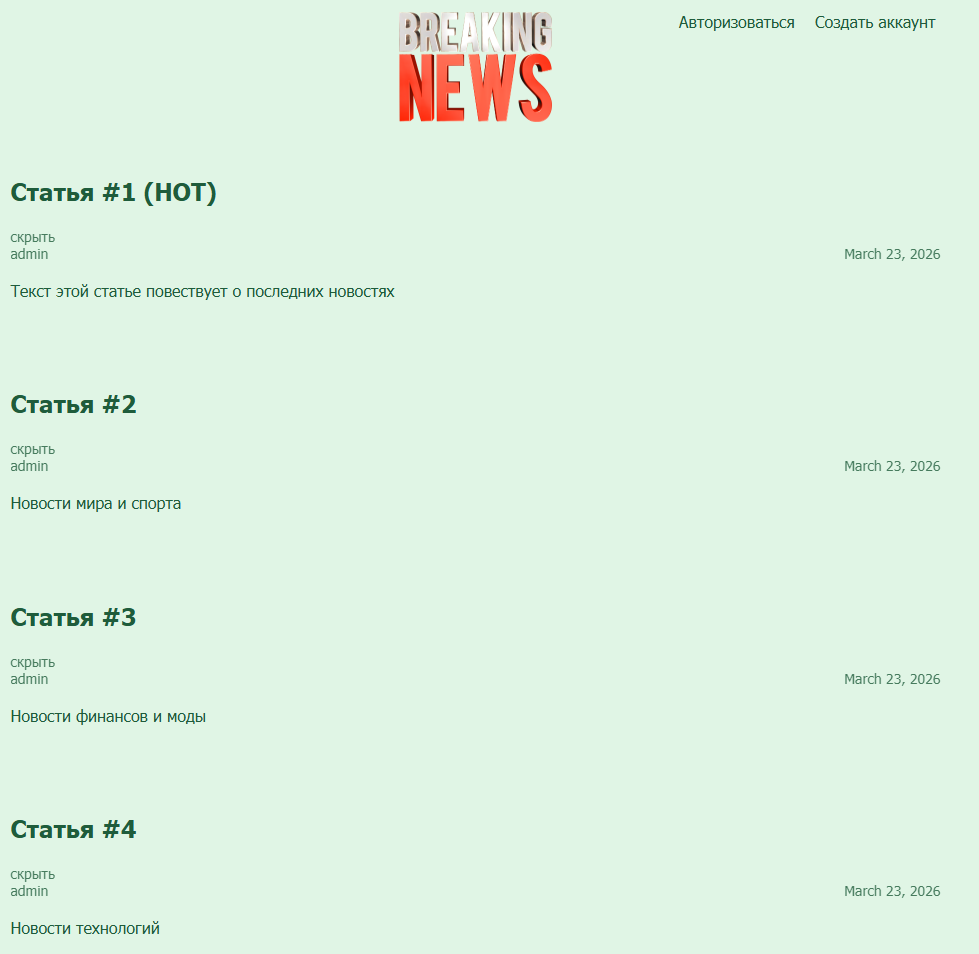 BREAKING
NEWS
Авторизоваться Создать аккаунт
Статья #1 (HOT)
скрыть
admin March 23, 2026
Текст этой статье повествует о последних новостях
Статья #2
скрыть
admin March 23, 2026
Новости мира и спорта
Статья #3
скрыть
admin March 23, 2026
Новости финансов и моды
Статья #4
скрыть
admin March 23, 2026
Новости технологий